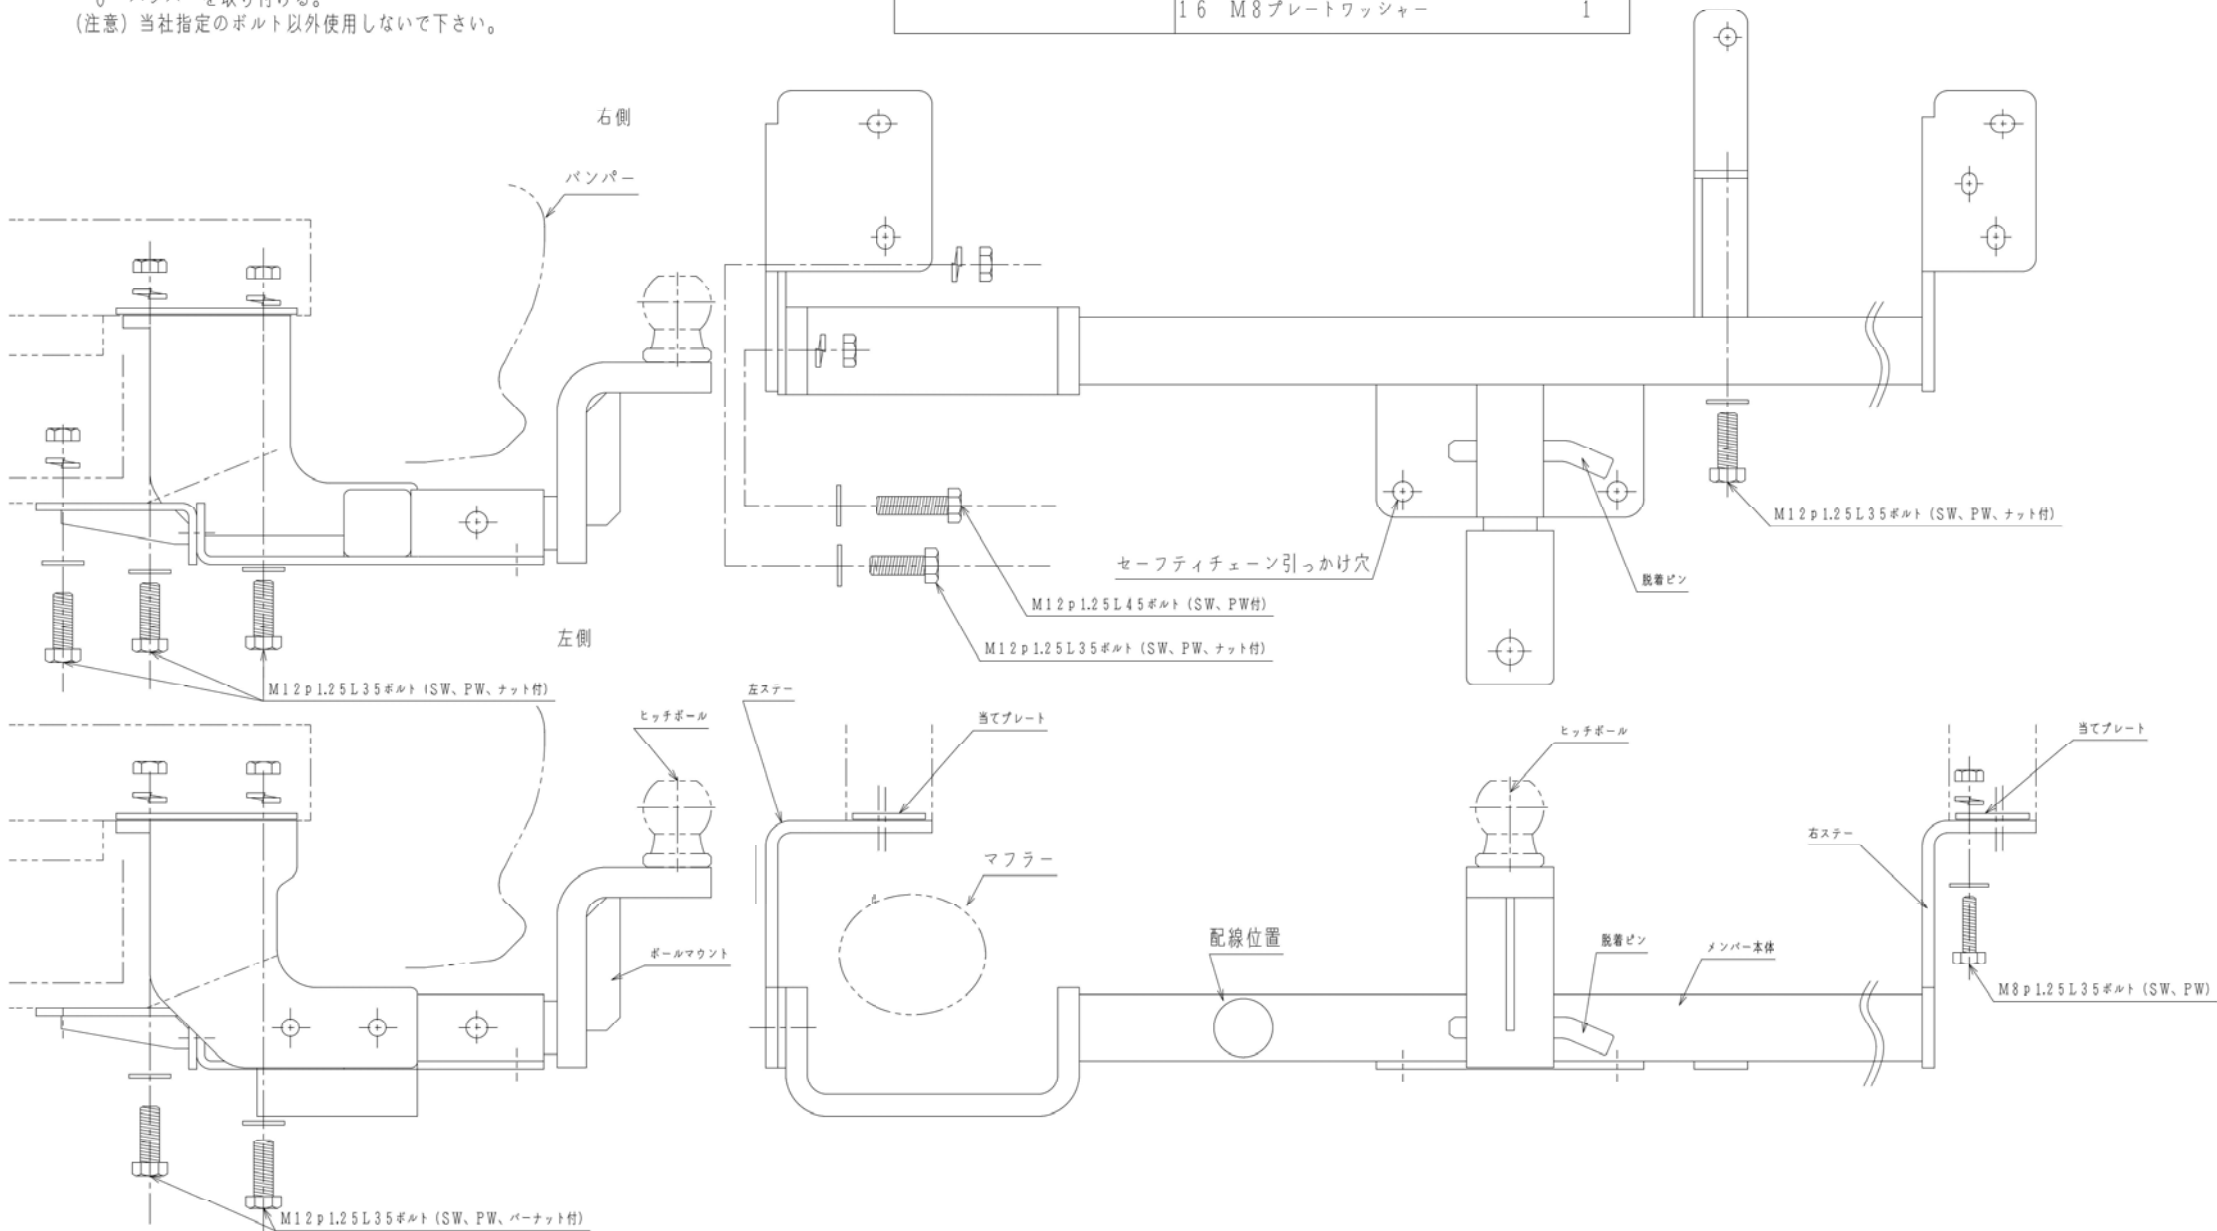 バンパーを取り付ける。
(注意) 当社指定のボルト以外使用しないで下さい。
16 M8プレートワッシャー 1
右側
バンパー
M12p1.25L35ボルト (SW、PW、ナット付)
セーフティチェーン引っかけ穴
脱着ピン
M12p1.25L45ボルト (SW、PW付)
左側
M12p1.25L35ボルト (SW、PW、ナット付)
M12p1.25L35ボルト (SW、PW、ナット付)
左ステー
ヒッチボール
当てプレート
ヒッチボール
当てプレート
右ステー
マフラー
配線位置
脱着ピン
メンバー本体
ボールマウント
M8p1.25L35ボルト (SW、PW)
M12p1.25L35ボルト (SW、PW、バーナット付)